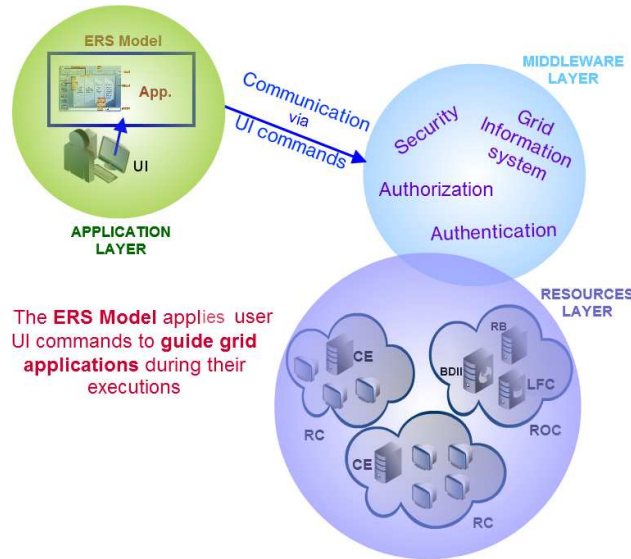 ERS Model
App.
UI
APPLICATION
LAYER
Communication
via
UI commands
MIDDLEWARE
LAYER
Security
Grid
Information
system
Authorization
Authentication
RESOURCES
LAYER
The ERS Model applies user
UI commands to guide grid
applications during their
executions
CE
RC
RB
BDII
LFC
ROC
CE
RC